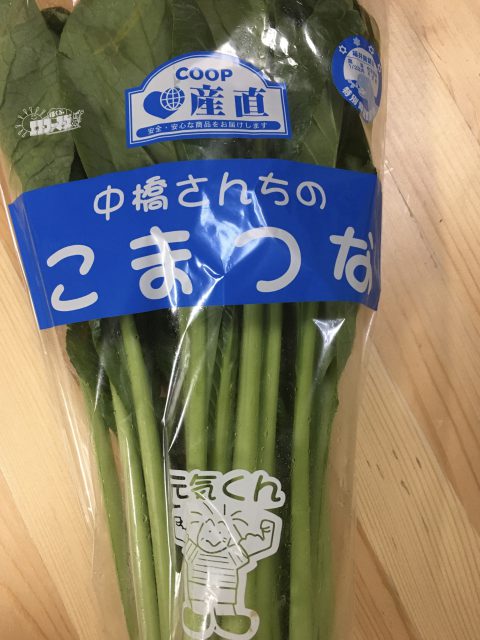 COOP
産直
安全・安心な商品をお届けします
中橋さんちの
こまつな
元気くん